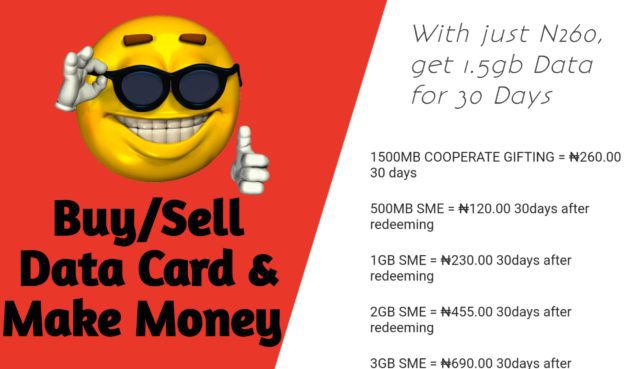 Buy/Sell
Data Card &
Make Money
With just N260,
get 1.5gb Data
for 30 Days
1500MB COOPERATE GIFTING = ₦260.00
30 days
500MB SME = ₦120.00 30days after
redeeming
1GB SME = ₦230.00 30days after
redeeming
2GB SME = ₦455.00 30days after
redeeming
3GB SME = ₦690.00 30days after